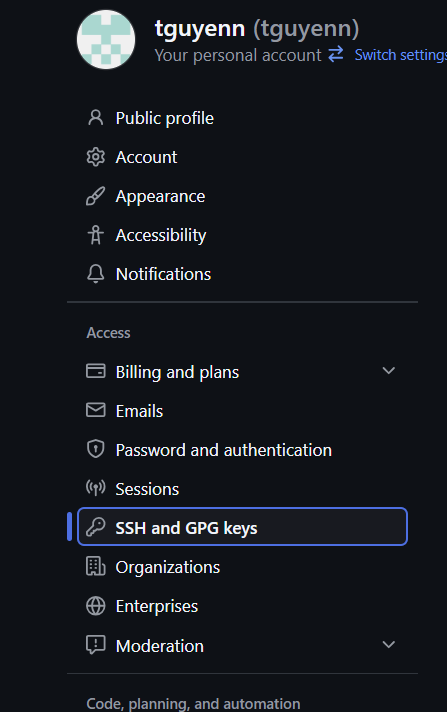 tguyenn (tguyenn)
Your personal account Switch settings
Public profile
Account
Appearance
Accessibility
Notifications
Access
Billing and plans
Emails
Password and authentication
Sessions
SSH and GPG keys
Organizations
Enterprises
Moderation
Code, planning, and automation